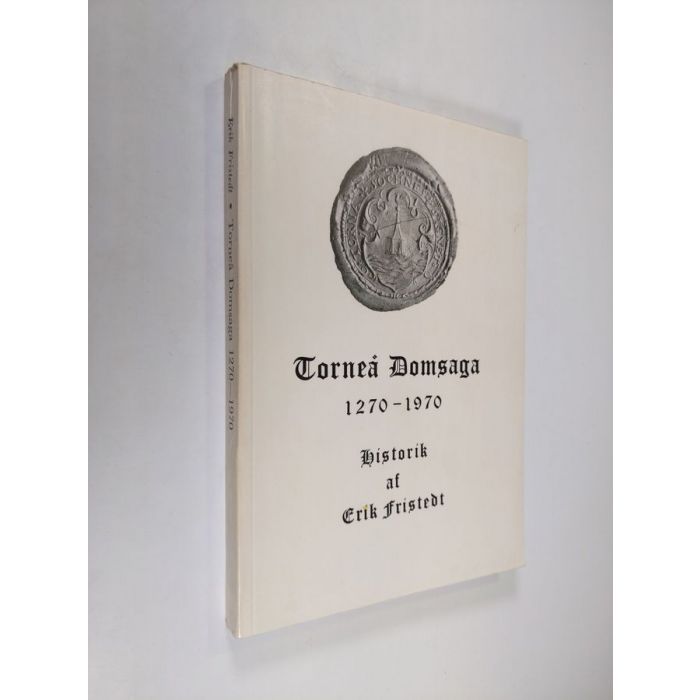 Torneå Domsaga
1270-1970
Historik
af
Erik Fristedt
Erik Fristedt • Torneå Domsaga 1270-1970